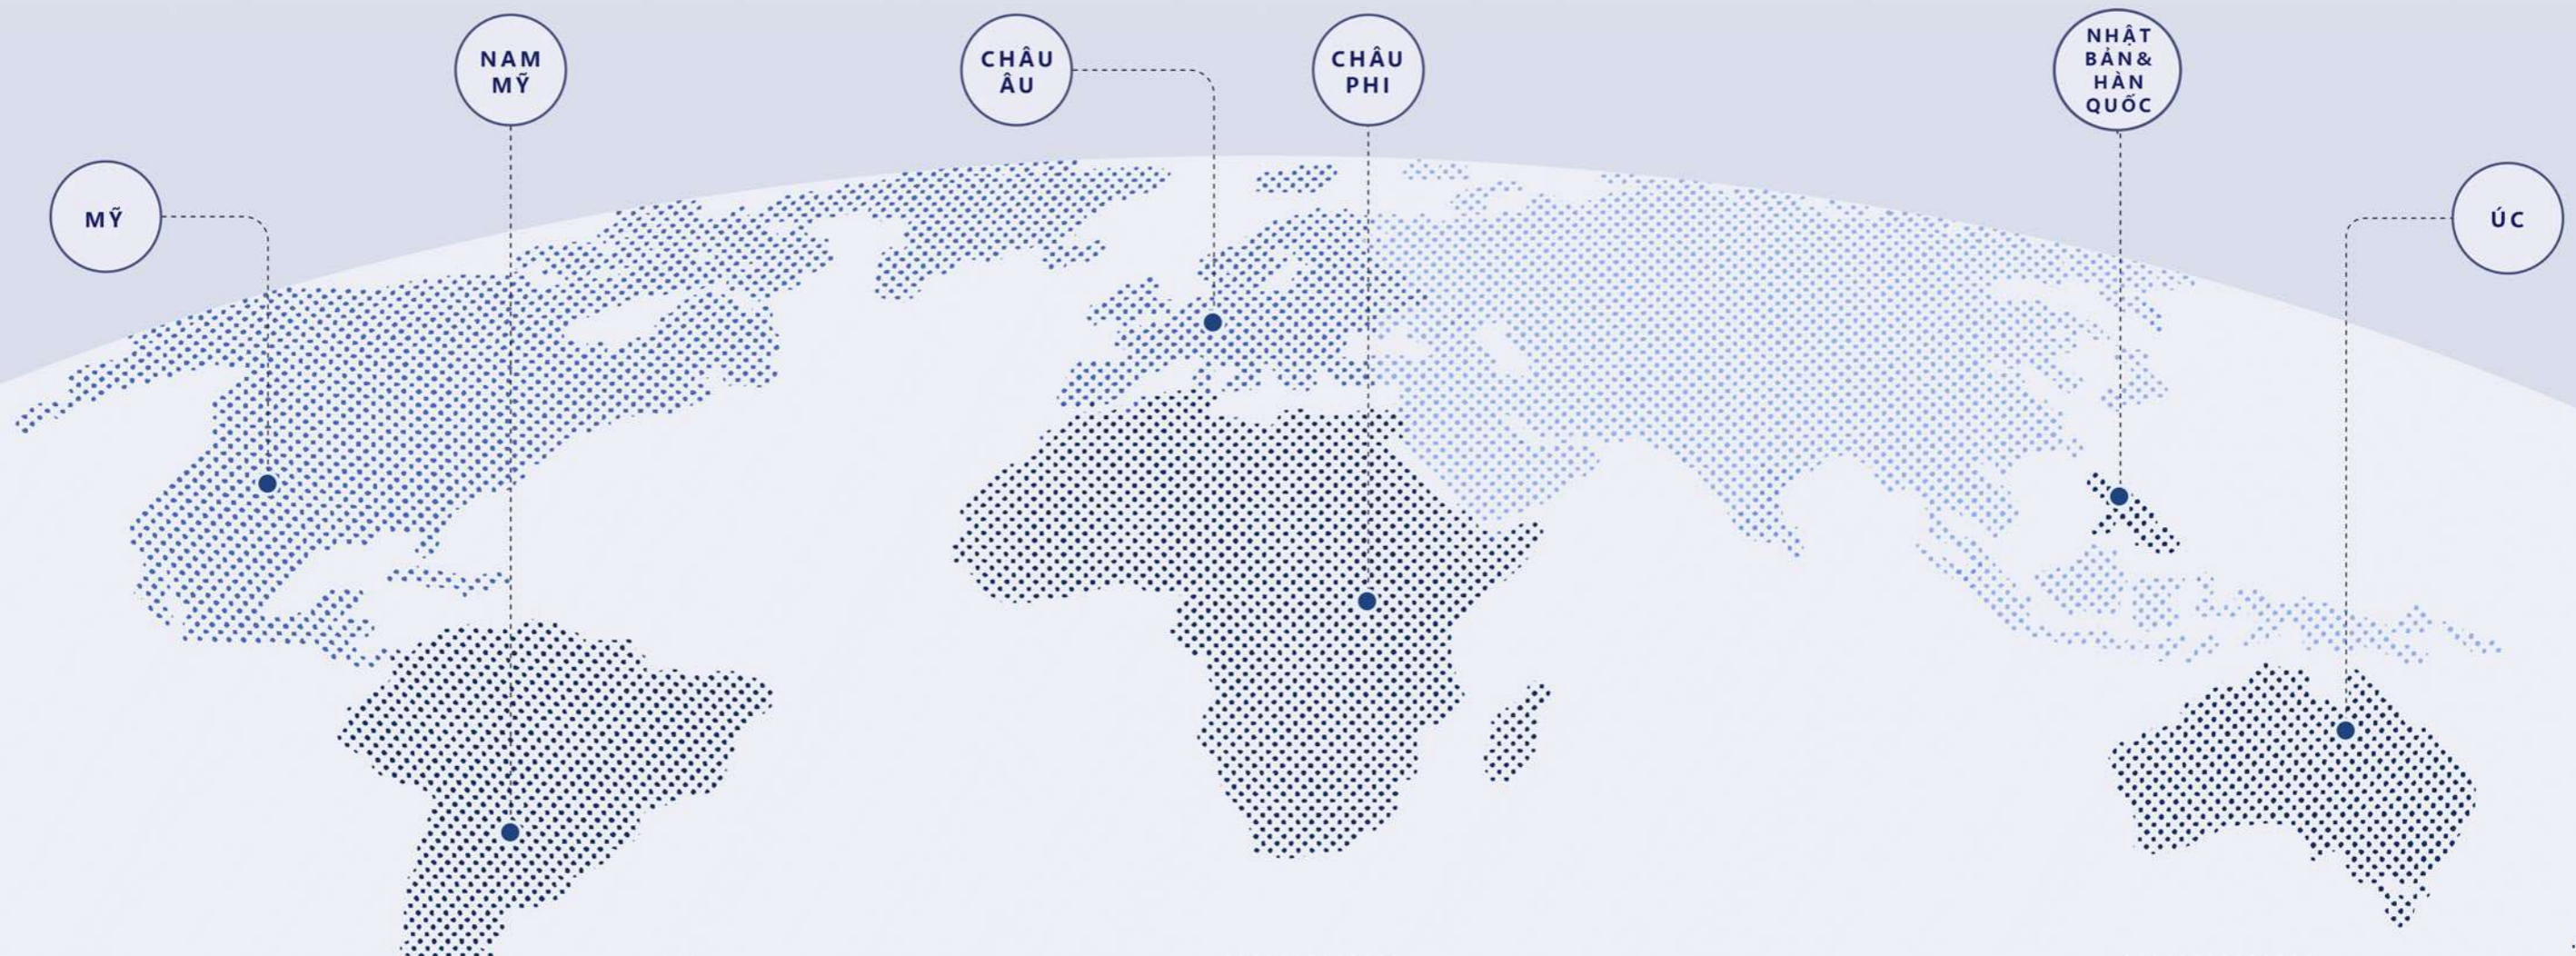 NAM
MỸ
CHÂU
ÂU
CHÂU
PHI
NHẬT
BẢN&
HÀN
QUỐC
MỸ
ÚC